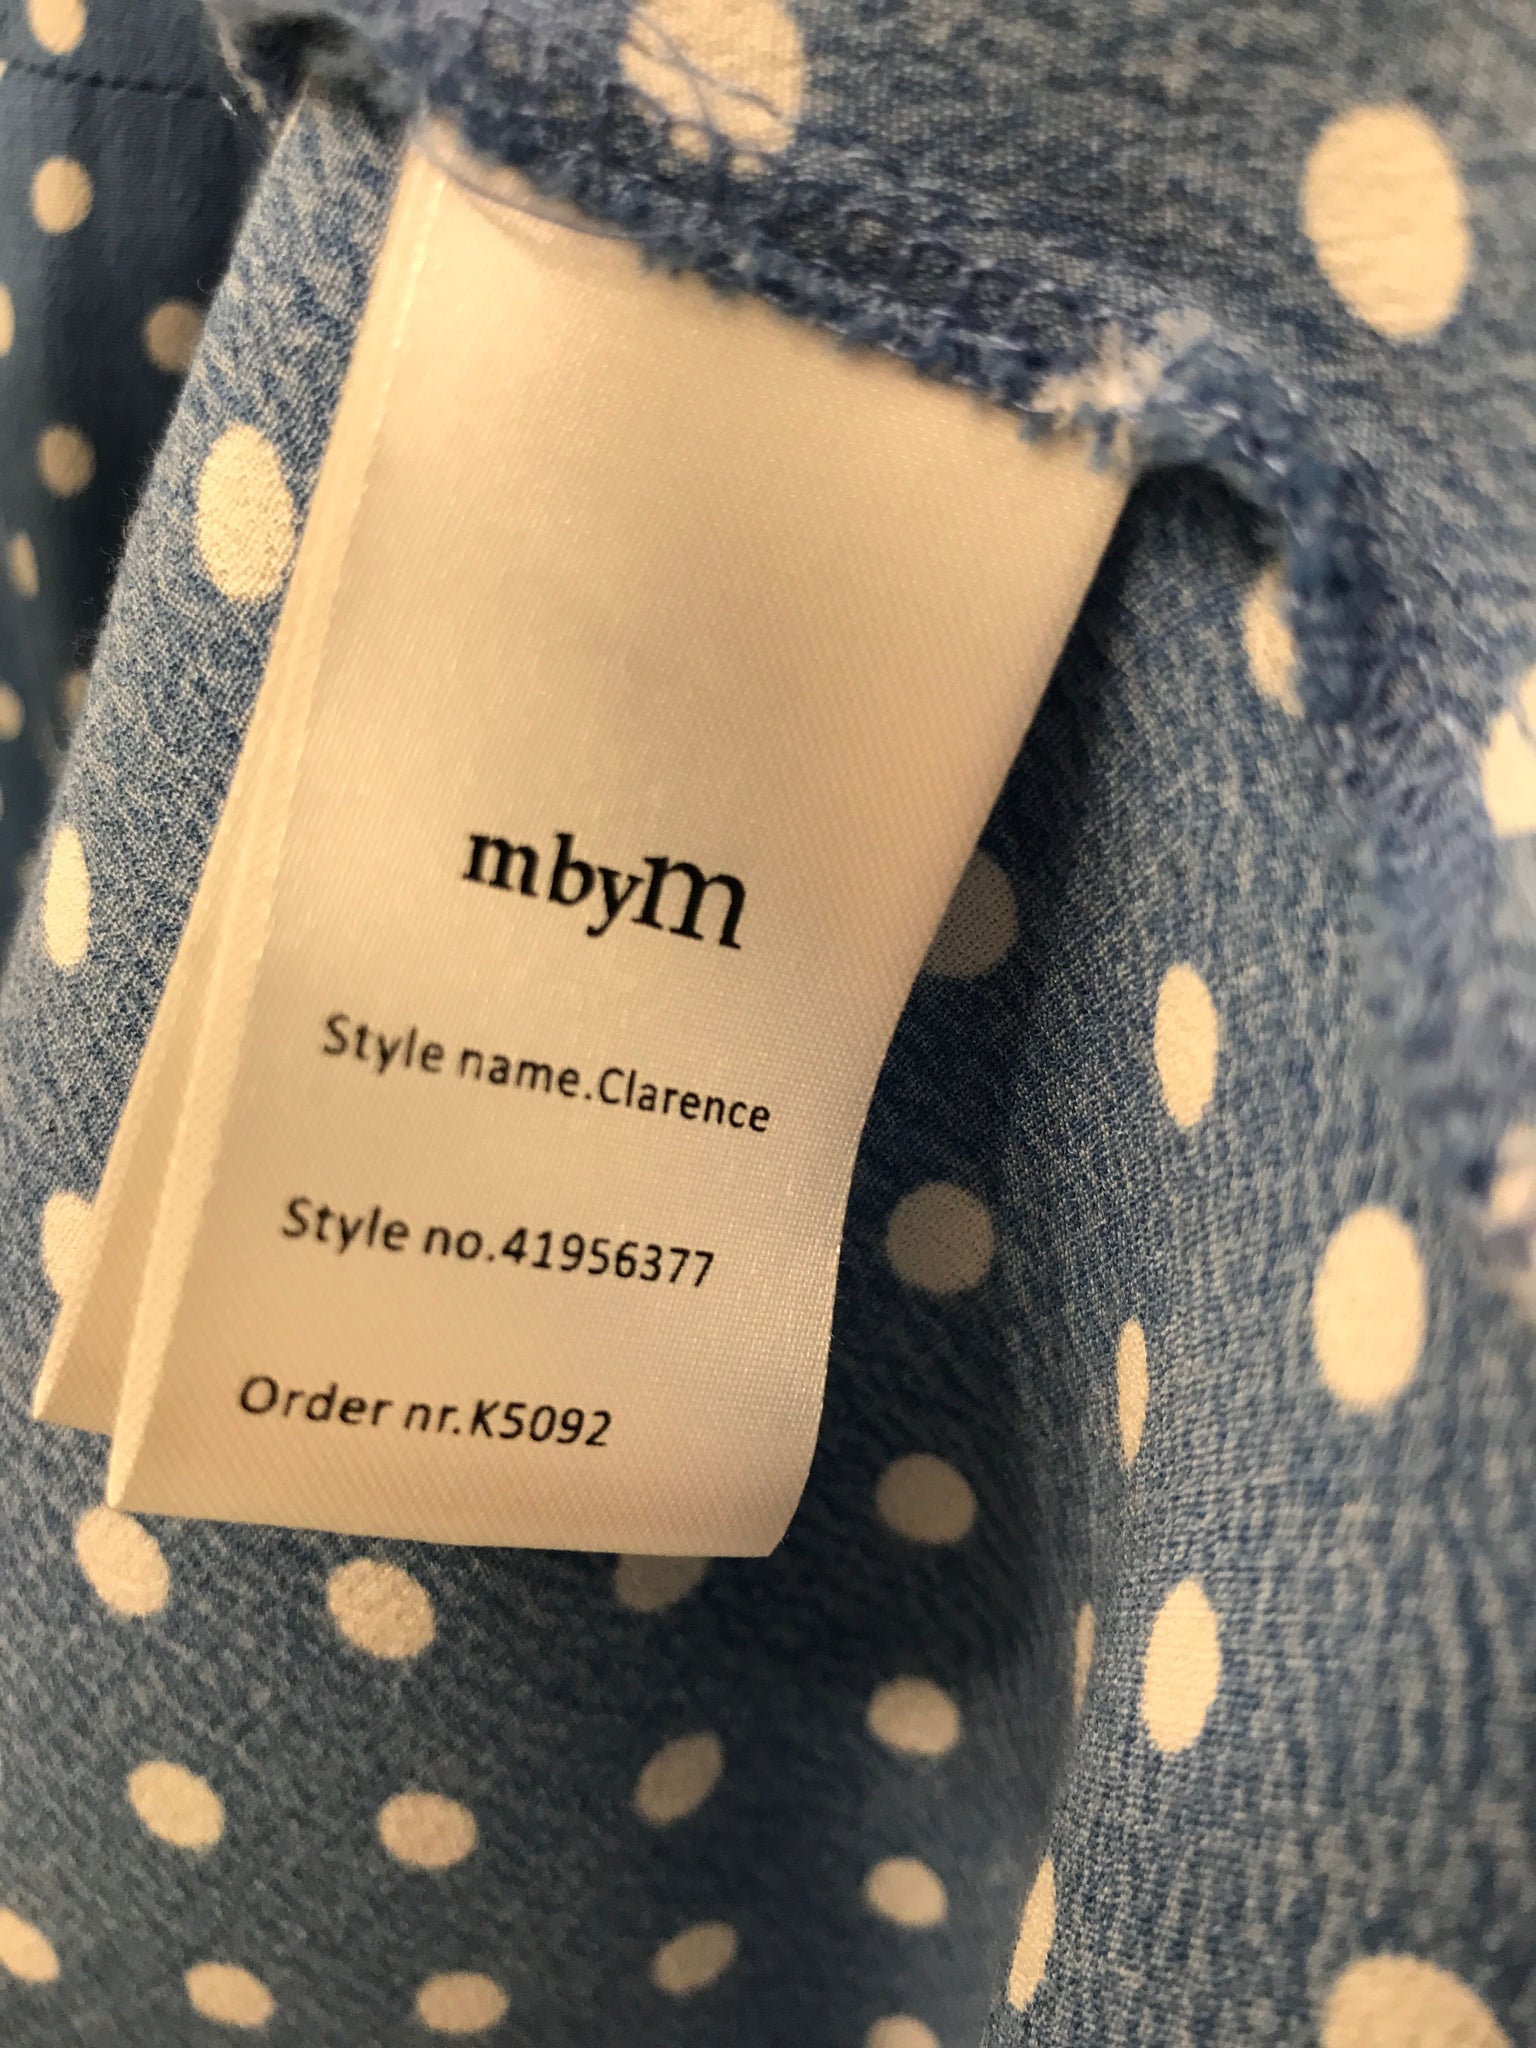 mbym
Style name.Clarence
Style no.41956377
Order nr.K5092